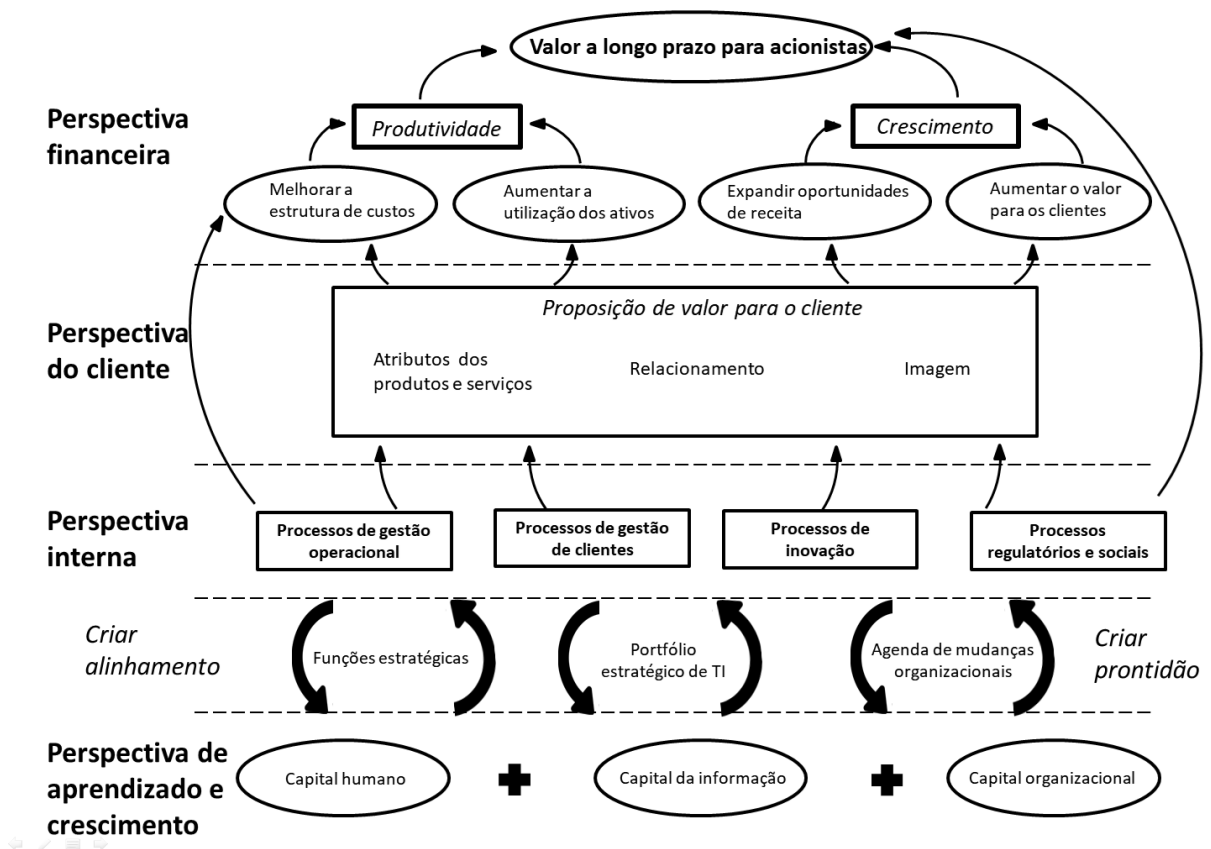 Valor a longo prazo para acionistas
Perspectiva
financeira
Produtividade
Crescimento
Melhorar a
estrutura de custos
Aumentar a
utilização dos ativos
Expandir oportunidades
de receita
Aumentar o valor
para os clientes
Perspectiva
do cliente
Proposição de valor para o cliente
Atributos dos
produtos e serviços
Relacionamento
Imagem
Perspectiva
interna
Processos de gestão
operacional
Processos de gestão
de clientes
Processos de
inovação
Processos
regulatórios e sociais
Criar
alinhamento
Funções estratégicas
Portfólio
estratégico de TI
Agenda de mudanças
organizacionais
Criar
prontidão
Perspectiva de
aprendizado e
crescimento
Capital humano
Capital da informação
Capital organizacional